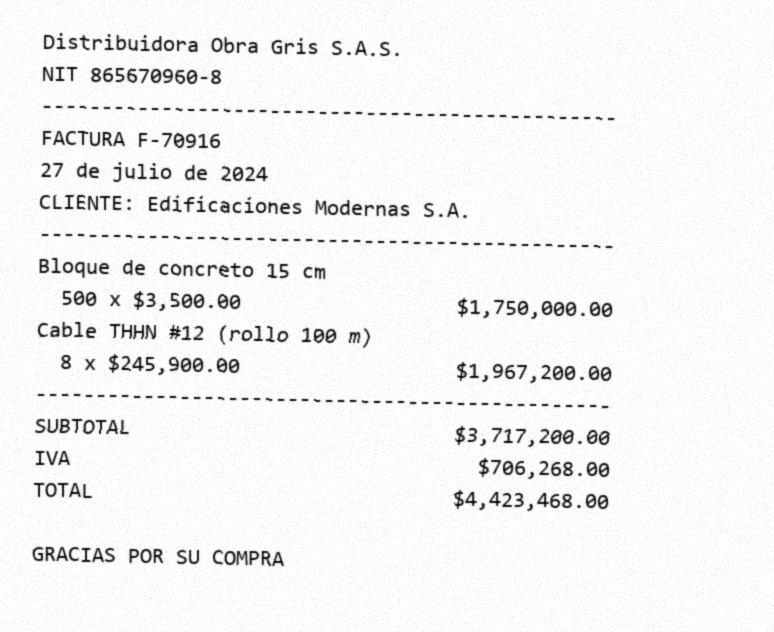 Distribuidora Obra Gris S.A.S.
NIT 865670960-8
------------------------------------------------
FACTURA F-70916
27 de julio de 2024
CLIENTE: Edificaciones Modernas S.A.
------------------------------------------------
Bloque de concreto 15 cm
500 x $3,500.00 $1,750,000.00
Cable THHN #12 (rollo 100 m)
8 x $245,900.00 $1,967,200.00
------------------------------------------------
SUBTOTAL $3,717,200.00
IVA $706,268.00
TOTAL $4,423,468.00
GRACIAS POR SU COMPRA